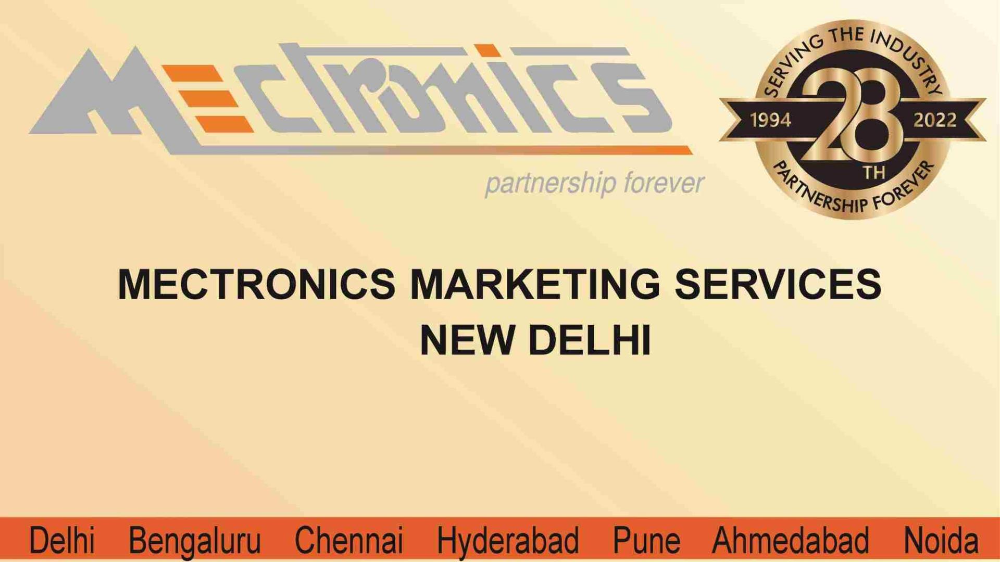 Mectronics
partnership forever
SERVING THE INDUSTRY
1994 28 2022
TH
PARTNERSHIP FOREVER
MECTRONICS MARKETING SERVICES
NEW DELHI
Delhi Bengaluru Chennai Hyderabad Pune Ahmedabad Noida